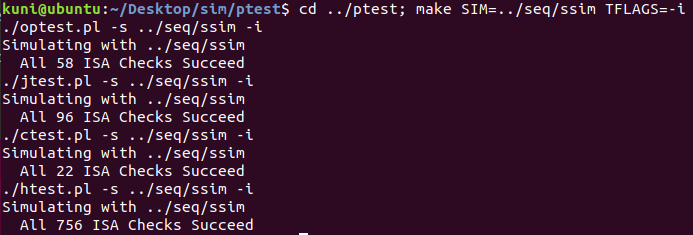 kuni@ubuntu:~/Desktop/sim/ptest$ cd ../ptest; make SIM=../seq/ssim TFLAGS=-i
./optest.pl -s ../seq/ssim -i
Simulating with ../seq/ssim
  All 58 ISA Checks Succeed
./jtest.pl -s ../seq/ssim -i
Simulating with ../seq/ssim
  All 96 ISA Checks Succeed
./ctest.pl -s ../seq/ssim -i
Simulating with ../seq/ssim
  All 22 ISA Checks Succeed
./htest.pl -s ../seq/ssim -i
Simulating with ../seq/ssim
  All 756 ISA Checks Succeed